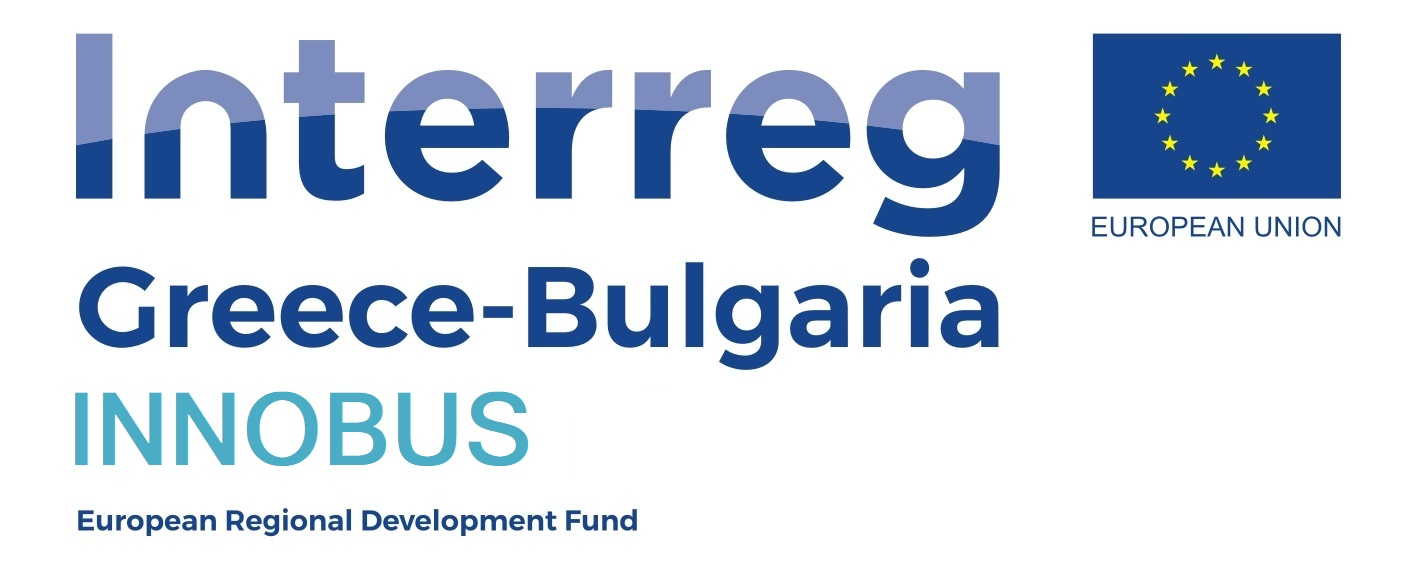 Interreg
EUROPEAN UNION
Greece-Bulgaria
INNOBUS
European Regional Development Fund